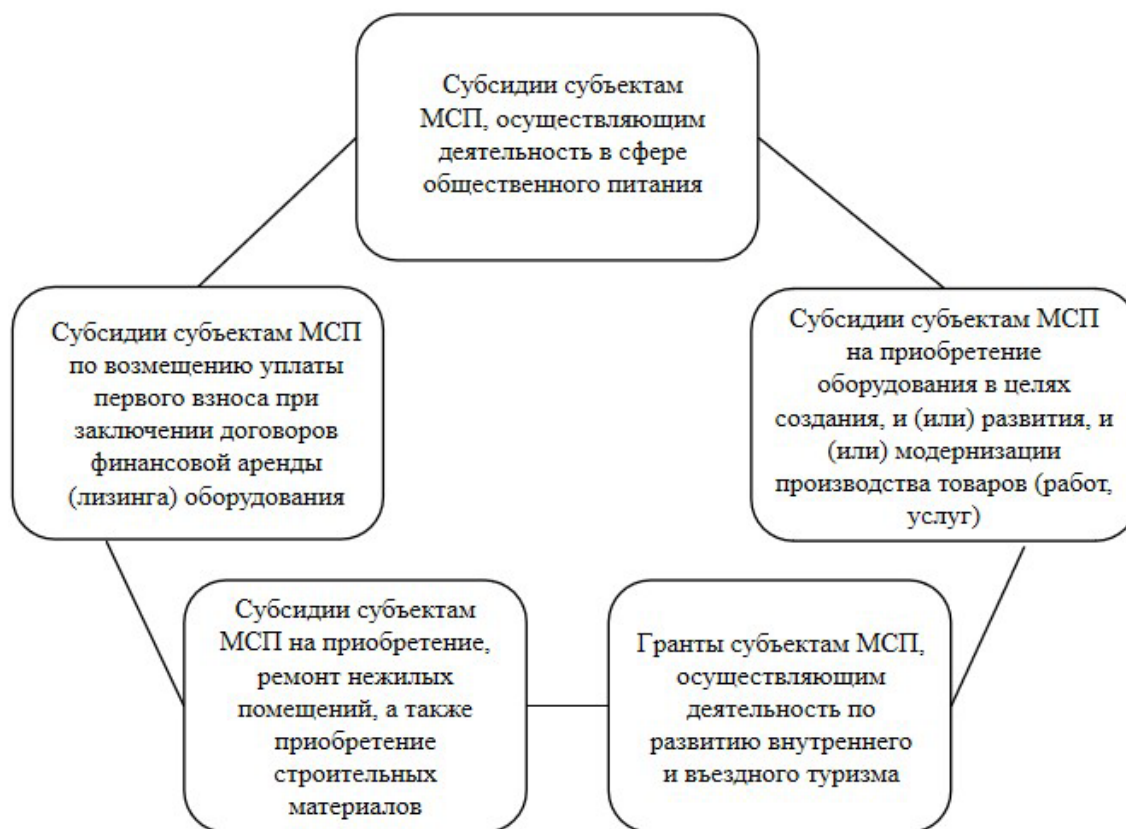 Субсидии субъектам
МСП, осуществляющим
деятельность в сфере
общественного питания
Субсидии субъектам МСП
по возмещению уплаты
первого взноса при
заключении договоров
финансовой аренды
(лизинга) оборудования
Субсидии субъектам МСП
на приобретение
оборудования в целях
создания, и (или) развития, и
(или) модернизации
производства товаров (работ,
услуг)
Субсидии субъектам
МСП на приобретение,
ремонт нежилых
помещений, а также
приобретение
строительных
материалов
Гранты субъектам МСП,
осуществляющим
деятельность по
развитию внутреннего
и въездного туризма